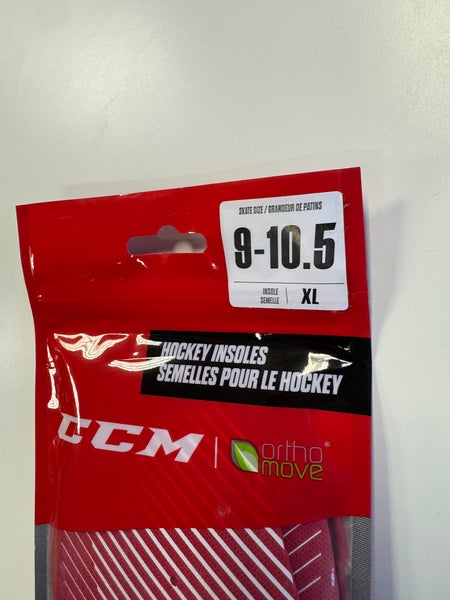 SKATE SIZE / GRANDEUR DE PATINS
9-10.5
INSOLE
SEMELLE
XL
HOCKEY INSOLES
SEMELLES POUR LE HOCKEY
CCM
ortho®
move